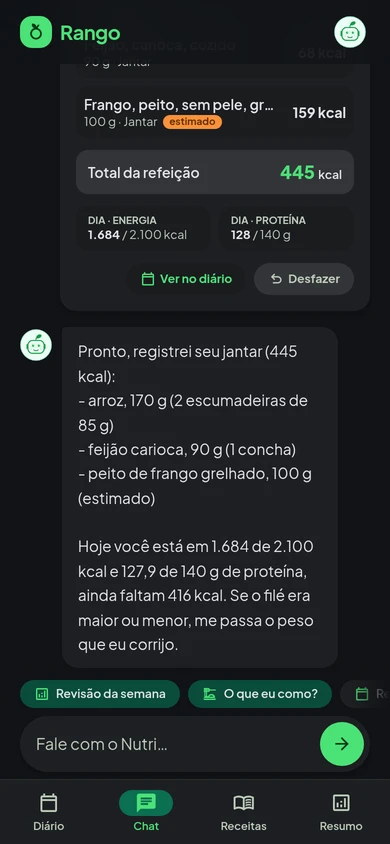 Rango
Feijão, carioca, cozido
68 kcal
90 g · Jantar
Frango, peito, sem pele, gr...
159 kcal
100 g · Jantar
estimado
Total da refeição
445 kcal
DIA · ENERGIA
1.684 / 2.100 kcal
DIA · PROTEÍNA
128 / 140 g
Ver no diário
Desfazer
Pronto, registrei seu jantar (445
kcal):
- arroz, 170 g (2 escumadeiras de
85 g)
- feijão carioca, 90 g (1 concha)
- peito de frango grelhado, 100 g
(estimado)
Hoje você está em 1.684 de 2.100
kcal e 127,9 de 140 g de proteína,
ainda faltam 416 kcal. Se o filé era
maior ou menor, me passa o peso
que eu corrijo.
Revisão da semana
O que eu como?
Fale com o Nutri...
Diário
Chat
Receitas
Resumo